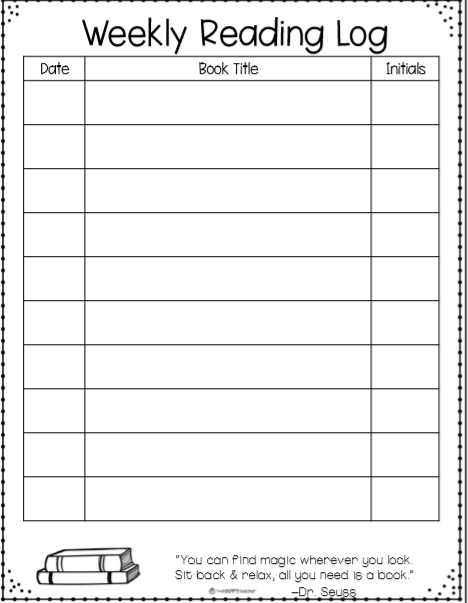 Weekly Reading Log
Date Book Title Initials
"You can find magic wherever you look.
Sit back & relax, all you need is a book."
-Dr. Seuss